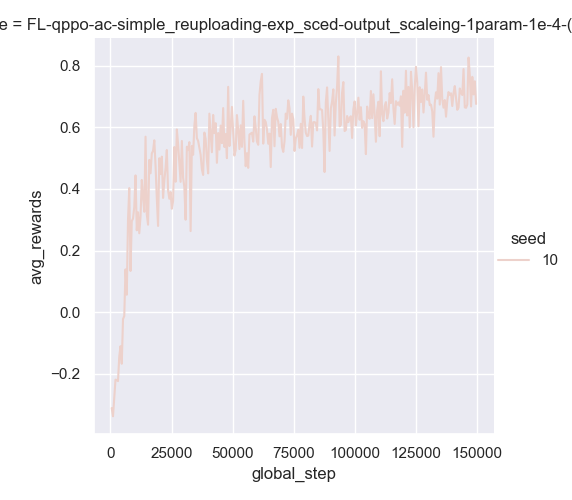 e = FL-qppo-ac-simple_reuploading-exp_sced-output_scaleing-1param-1e-4-(
0.8
0.6
0.4
0.2
0.0
−0.2
avg_rewards
seed
10
0 25000 50000 75000 100000 125000 150000
global_step